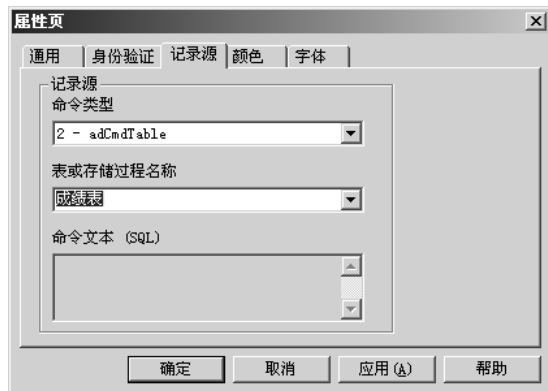 属性页
通用 身份验证 记录源 颜色 字体
记录源
命令类型
2 - adCmdTable
表或存储过程名称
成绩表
命令文本 (SQL)
确定 取消 应用(A) 帮助